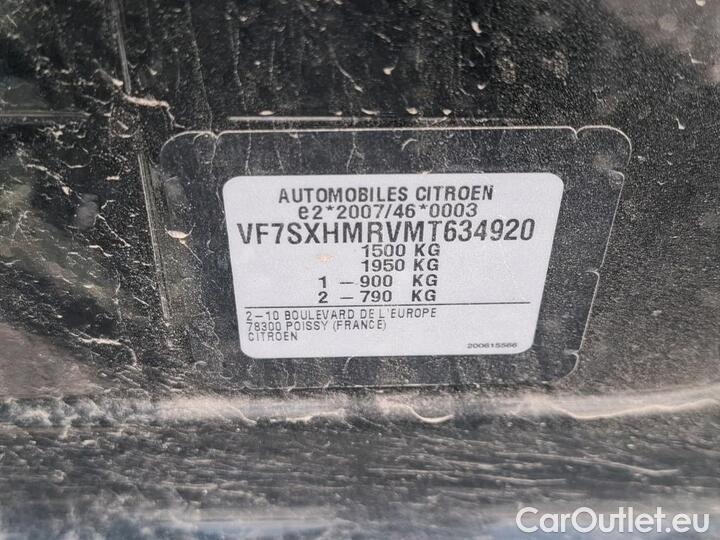 AUTOMOBILES CITROEN
e2*2007/46*0003
VF7SXHMRVMT634920
1500 KG
1950 KG
1 – 900 KG
2 – 790 KG
2–10 BOULEVARD DE L'EUROPE
78300 POISSY (FRANCE)
CITROEN
200615566
CarOutlet.eu